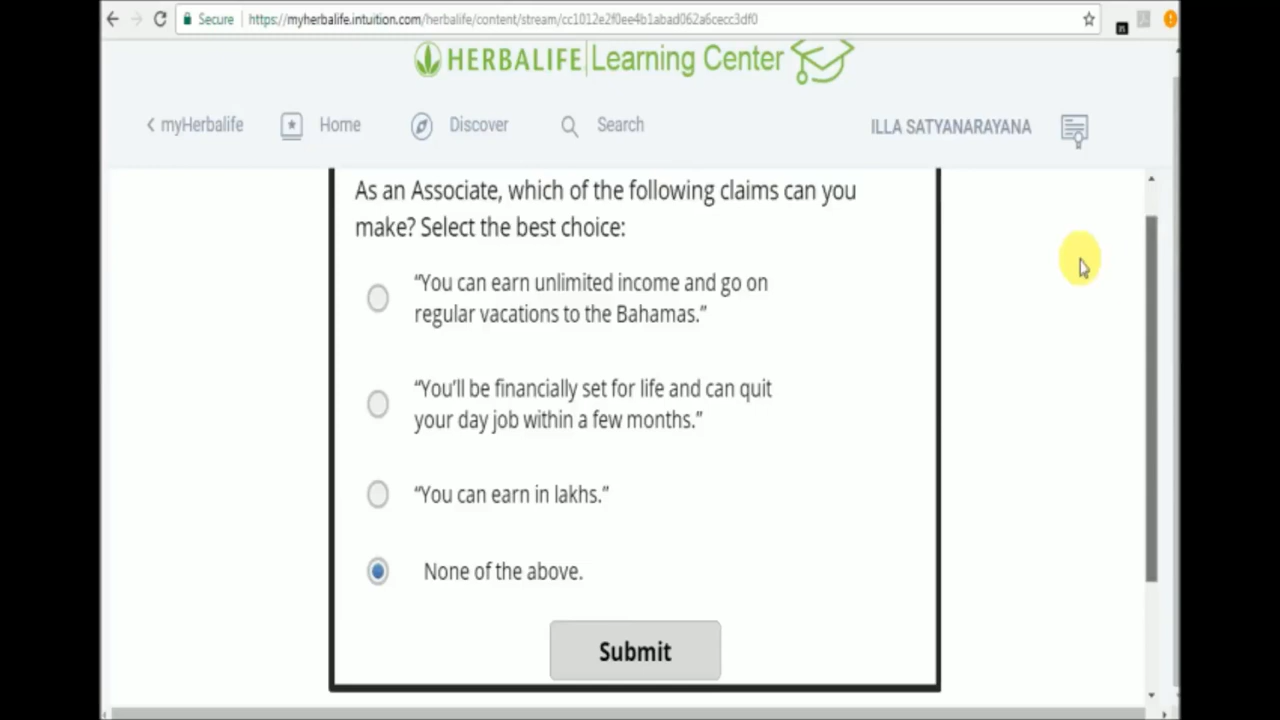 Secure https://myherbalife.intuition.com/herbalife/content/stream/cc1012e2f0ee4b1abad062a6cecc3df0
HERBALIFE Learning Center
myHerbalife Home Discover Search ILLA SATYANARAYANA
As an Associate, which of the following claims can you
make? Select the best choice:
“You can earn unlimited income and go on
regular vacations to the Bahamas.”
“You’ll be financially set for life and can quit
your day job within a few months.”
“You can earn in lakhs.”
None of the above.
Submit